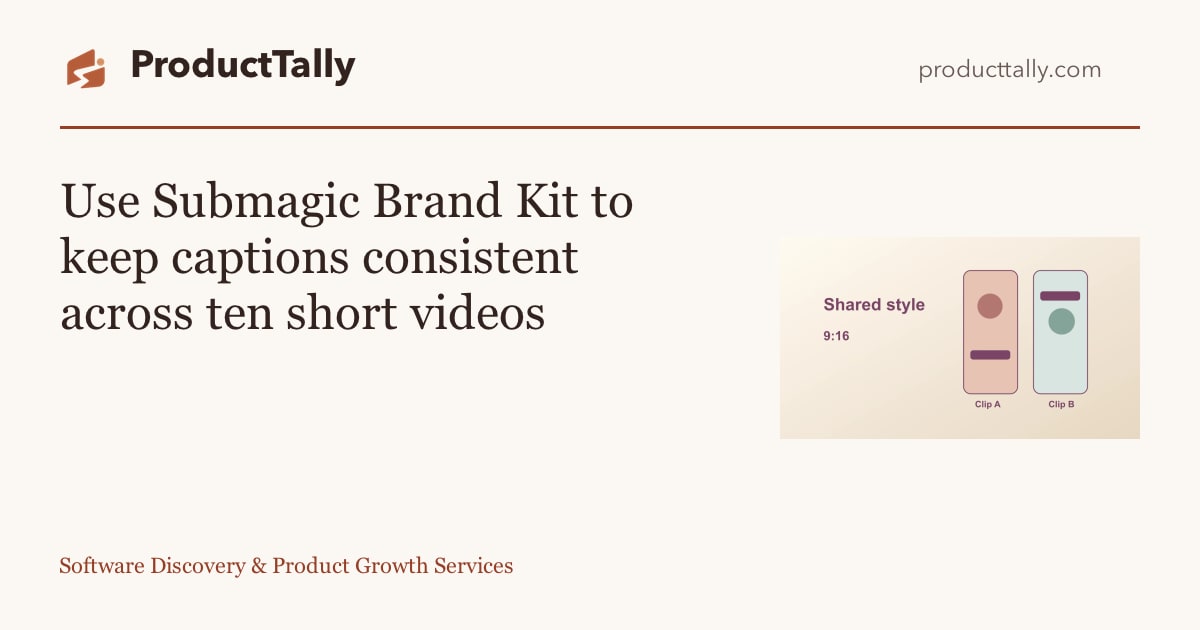 ProductTally
producttally.com
Use Submagic Brand Kit to
keep captions consistent
across ten short videos
Shared style
9:16
Clip A
Clip B
Software Discovery & Product Growth Services